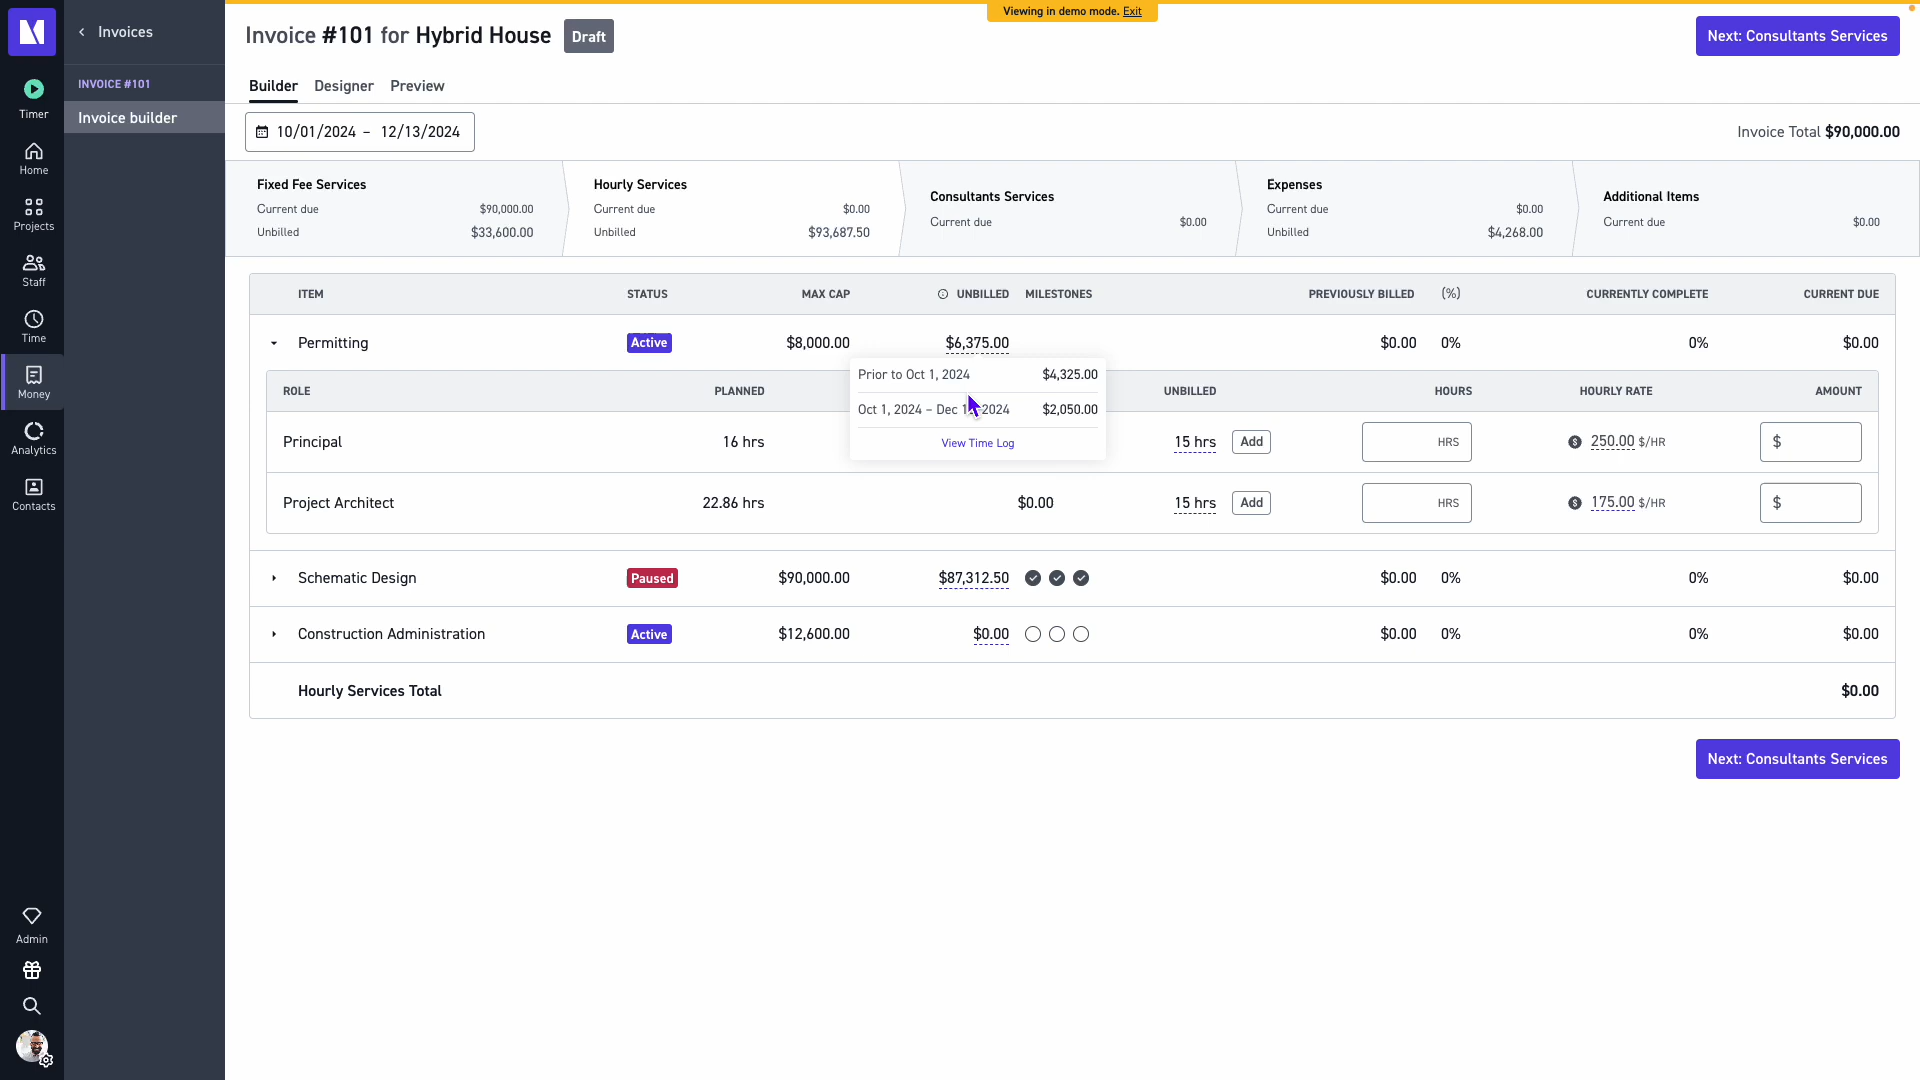 Viewing in demo mode. Exit
Invoices
INVOICE #101
Invoice builder
Timer
Home
Projects
Staff
Time
Money
Analytics
Contacts
Admin
Invoice #101 for Hybrid House Draft
Next: Consultants Services
Builder Designer Preview
10/01/2024 – 12/13/2024
Invoice Total $90,000.00
Fixed Fee Services
Current due $90,000.00
Unbilled $33,600.00
Hourly Services
Current due $0.00
Unbilled $93,687.50
Consultants Services
Current due $0.00
Expenses
Current due $0.00
Unbilled $4,268.00
Additional Items
Current due $0.00
ITEM STATUS MAX CAP UNBILLED MILESTONES PREVIOUSLY BILLED (%) CURRENTLY COMPLETE CURRENT DUE
Permitting Active $8,000.00 $6,375.00 $0.00 0% 0% $0.00
Prior to Oct 1, 2024 $4,325.00
Oct 1, 2024 – Dec 1 2024 $2,050.00
View Time Log
ROLE PLANNED UNBILLED HOURS HOURLY RATE AMOUNT
Principal 16 hrs 15 hrs Add HRS 250.00 $/HR $
Project Architect 22.86 hrs $0.00 15 hrs Add HRS 175.00 $/HR $
Schematic Design Paused $90,000.00 $87,312.50 $0.00 0% 0% $0.00
Construction Administration Active $12,600.00 $0.00 $0.00 0% 0% $0.00
Hourly Services Total $0.00
Next: Consultants Services